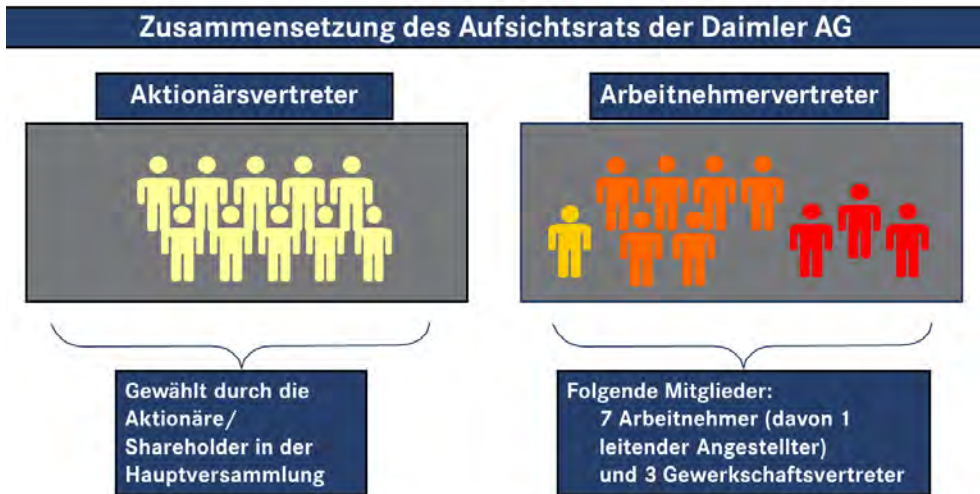 Zusammensetzung des Aufsichtsrats der Daimler AG
Aktionärsvertreter
Arbeitnehmervertreter
Gewählt durch die
Aktionäre/
Shareholder in der
Hauptversammlung
Folgende Mitglieder:
7 Arbeitnehmer (davon 1
leitender Angestellter)
und 3 Gewerkschaftsvertreter